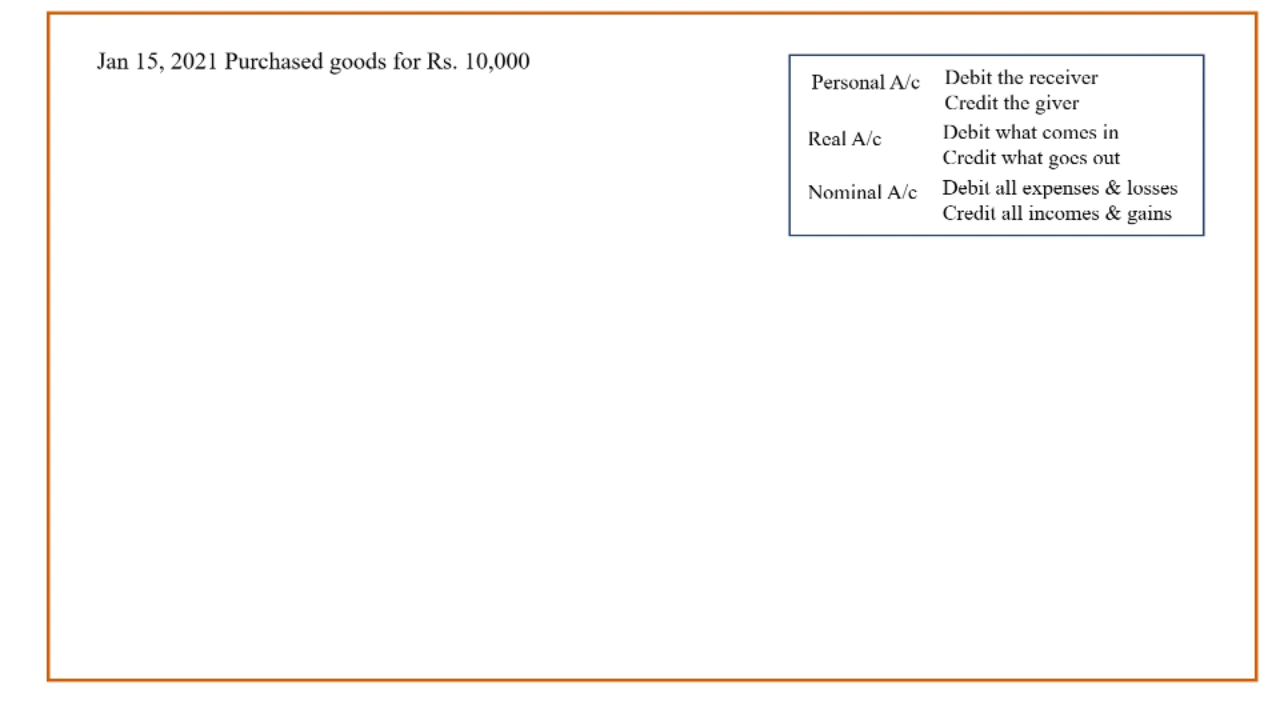 Jan 15, 2021 Purchased goods for Rs. 10,000
Personal A/c Debit the receiver
Credit the giver
Real A/c Debit what comes in
Credit what goes out
Nominal A/c Debit all expenses & losses
Credit all incomes & gains